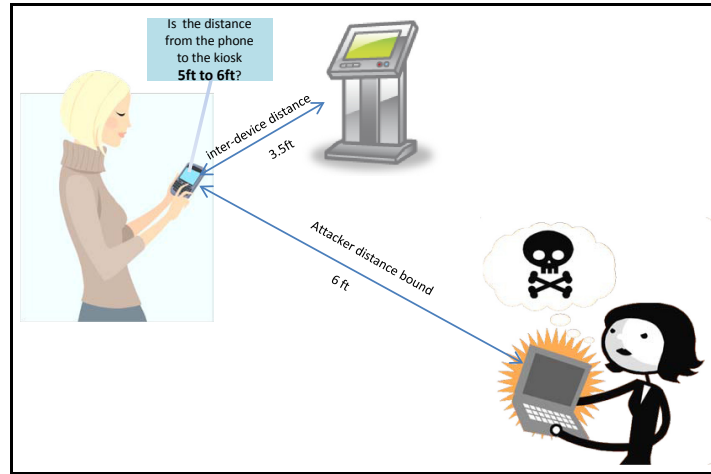 Is the distance
from the phone
to the kiosk
5ft to 6ft?
inter-device distance
3.5ft
Attacker distance bound
6 ft